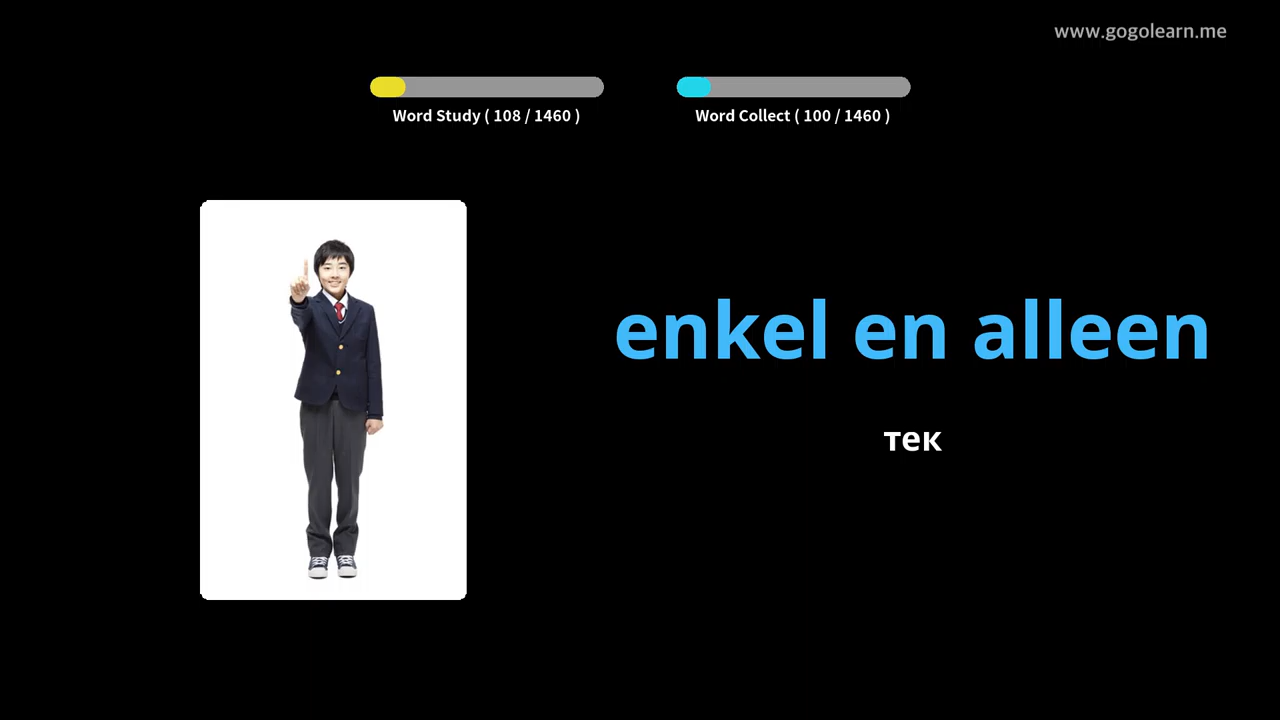 www.gogolearn.me
Word Study ( 108 / 1460 )
Word Collect ( 100 / 1460 )
enkel en alleen
тек